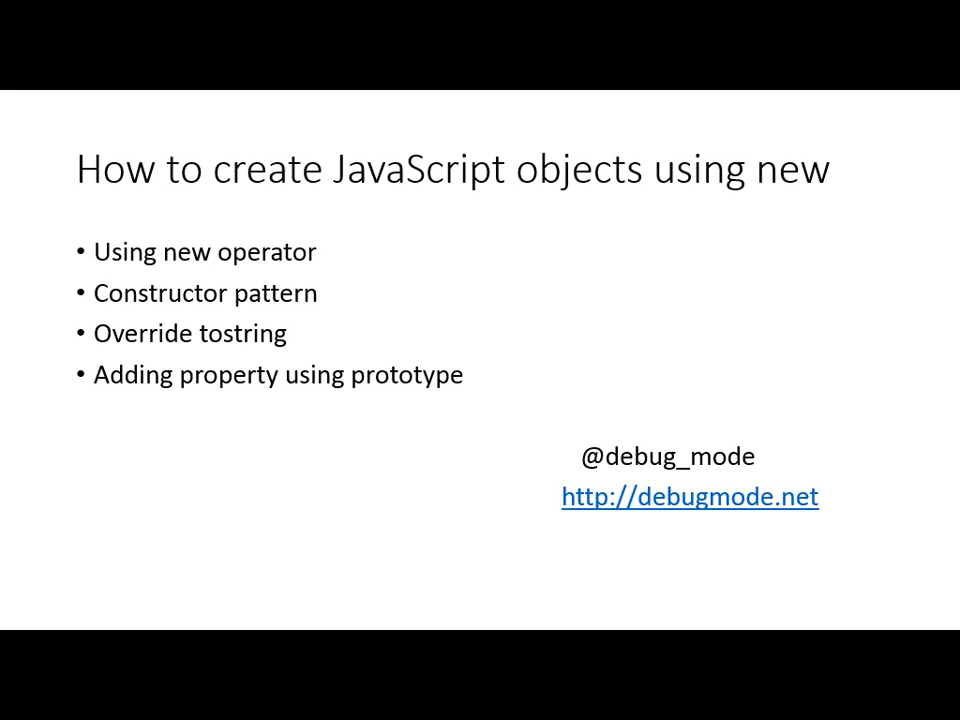 How to create JavaScript objects using new
• Using new operator
• Constructor pattern
• Override tostring
• Adding property using prototype
@debug_mode
http://debugmode.net